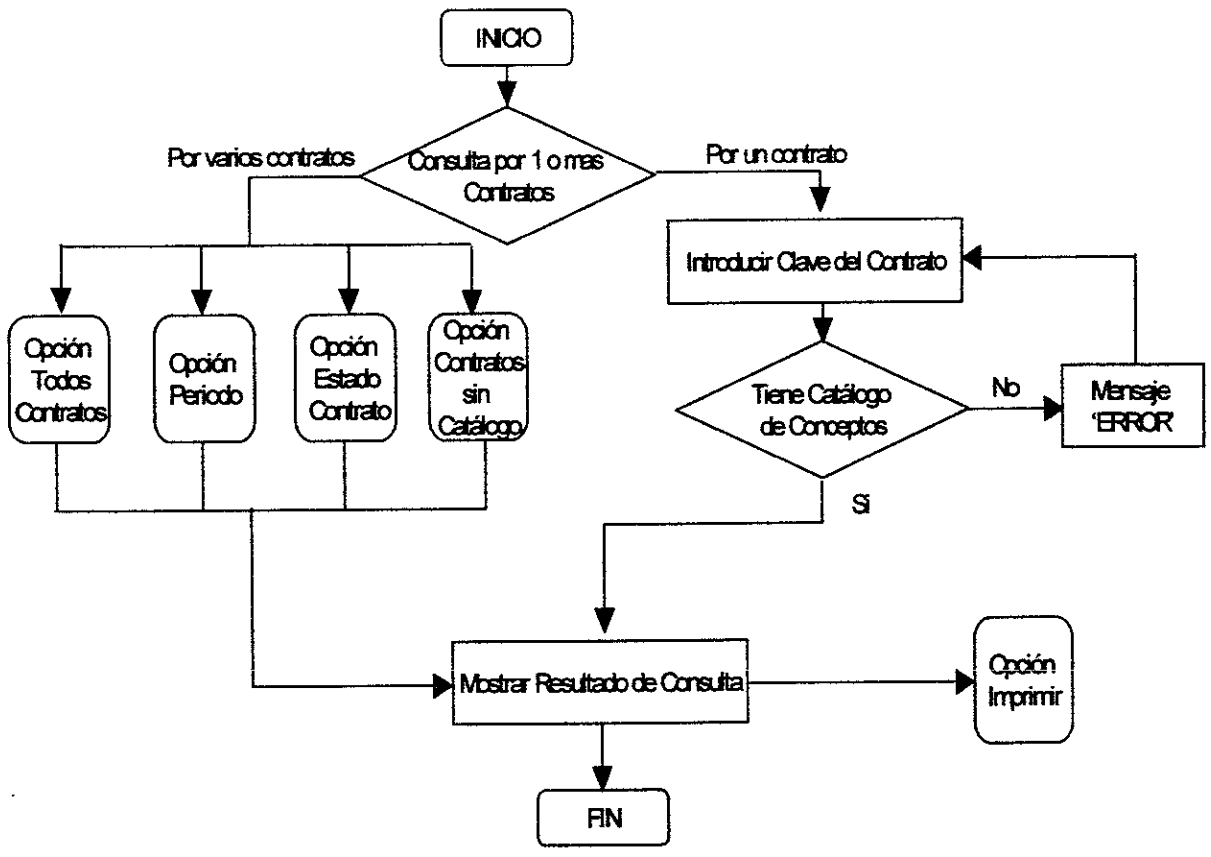 INICIO
Por varios contratos
Consulta por 1 o mas
Contratos
Por un contrato
Introducir Clave del Contrato
Opción
Todos
Contratos
Opción
Periodo
Opción
Estado
Contrato
Opción
Contratos
sin
Catálogo
Tiene Catálogo
de Conceptos
No
Mensaje
'ERROR'
Si
Mostrar Resultado de Consulta
Opción
Imprimir
FIN